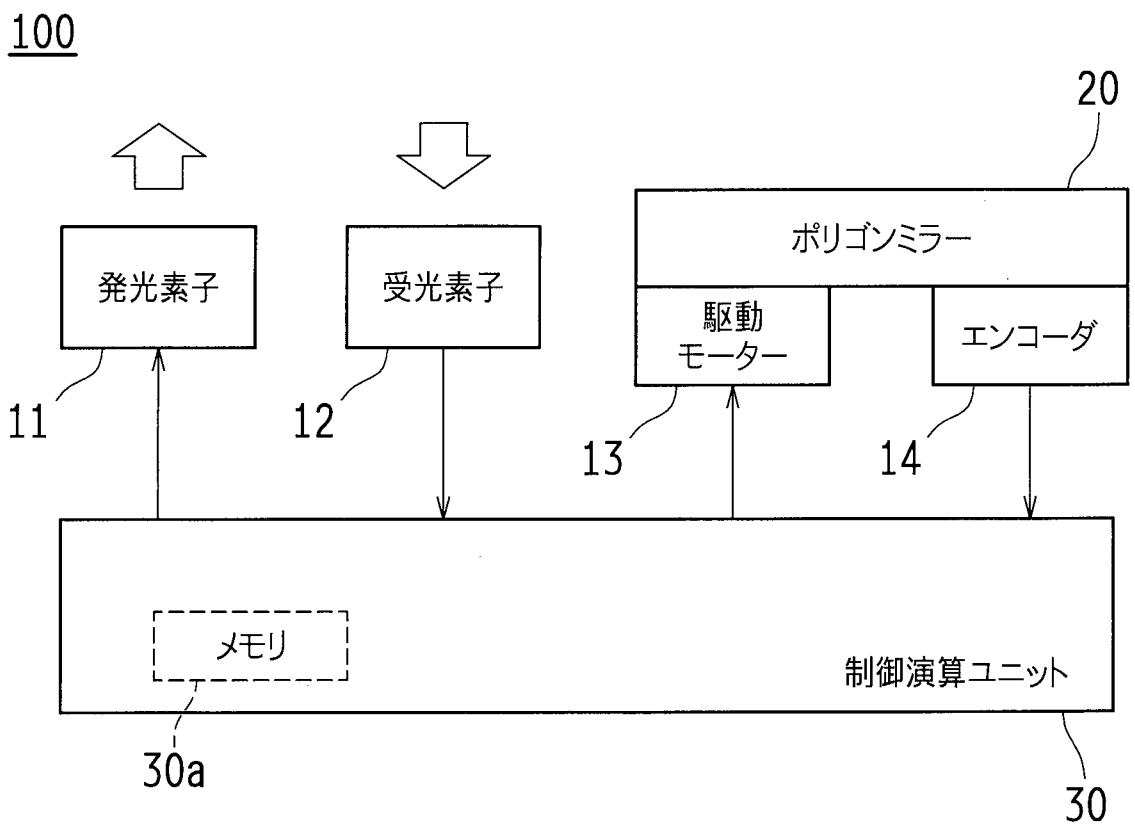 100
20
ポリゴンミラー
発光素子
受光素子
駆動
モーター
エンコーダ
11
12
13
14
メモリ
制御演算ユニット
30a
30